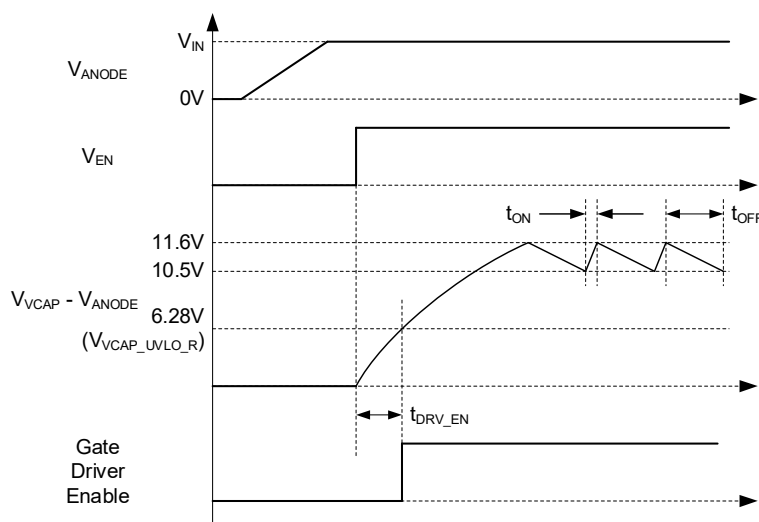 V_IN
V_ANODE
0V
V_EN
t_ON
t_OFF
11.6V
10.5V
V_VCAP - V_ANODE
6.28V
(V_VCAP_UVLO_R)
t_DRV_EN
Gate
Driver
Enable